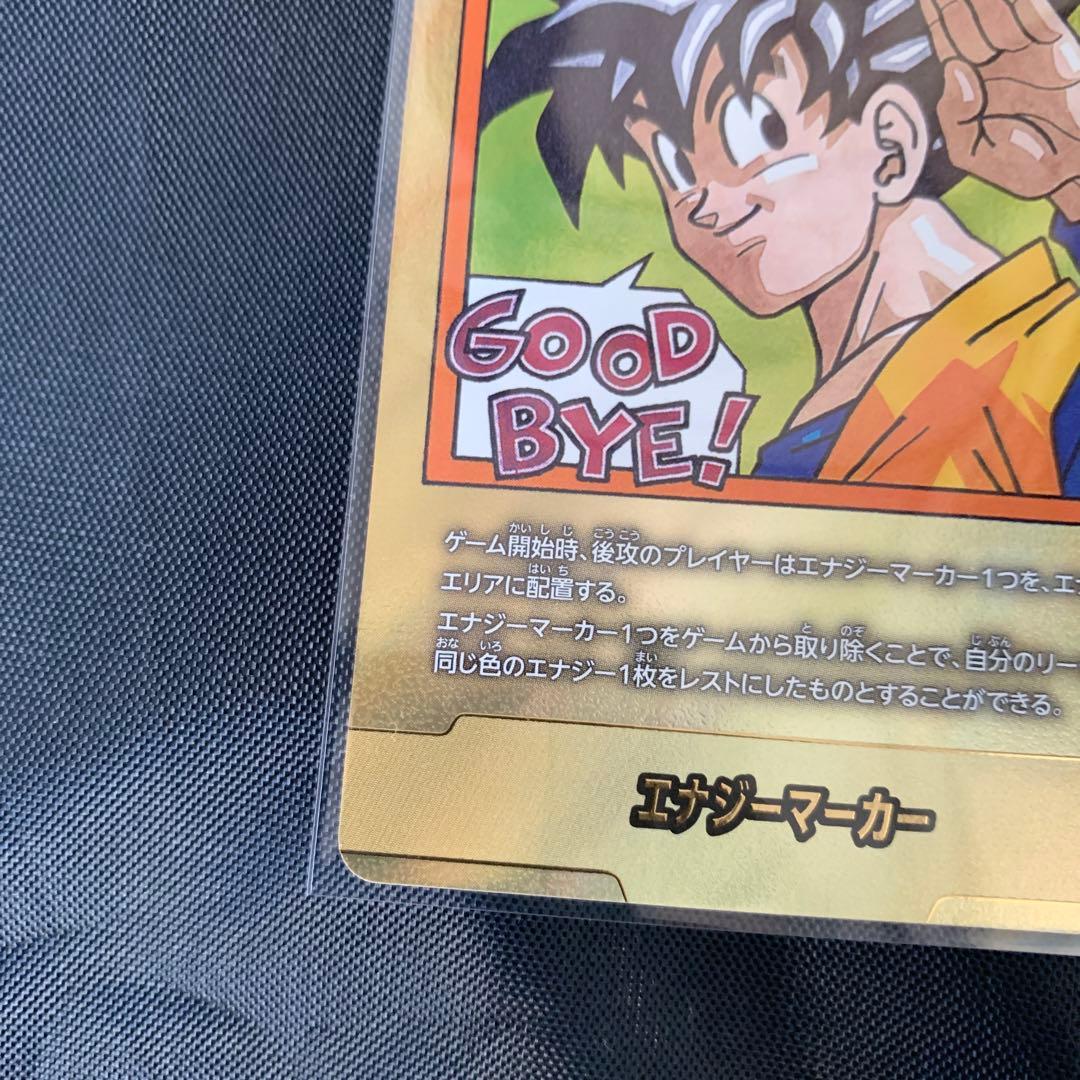 GOOD
BYE!
ゲーム開始時、後攻のプレイヤーはエナジーマーカー1つを、エ
エリアに配置する。
エナジーマーカー1つをゲームから取り除くことで、自分のリー
同じ色のエナジー1枚をレストにしたものとすることができる。
エナジーマーカー